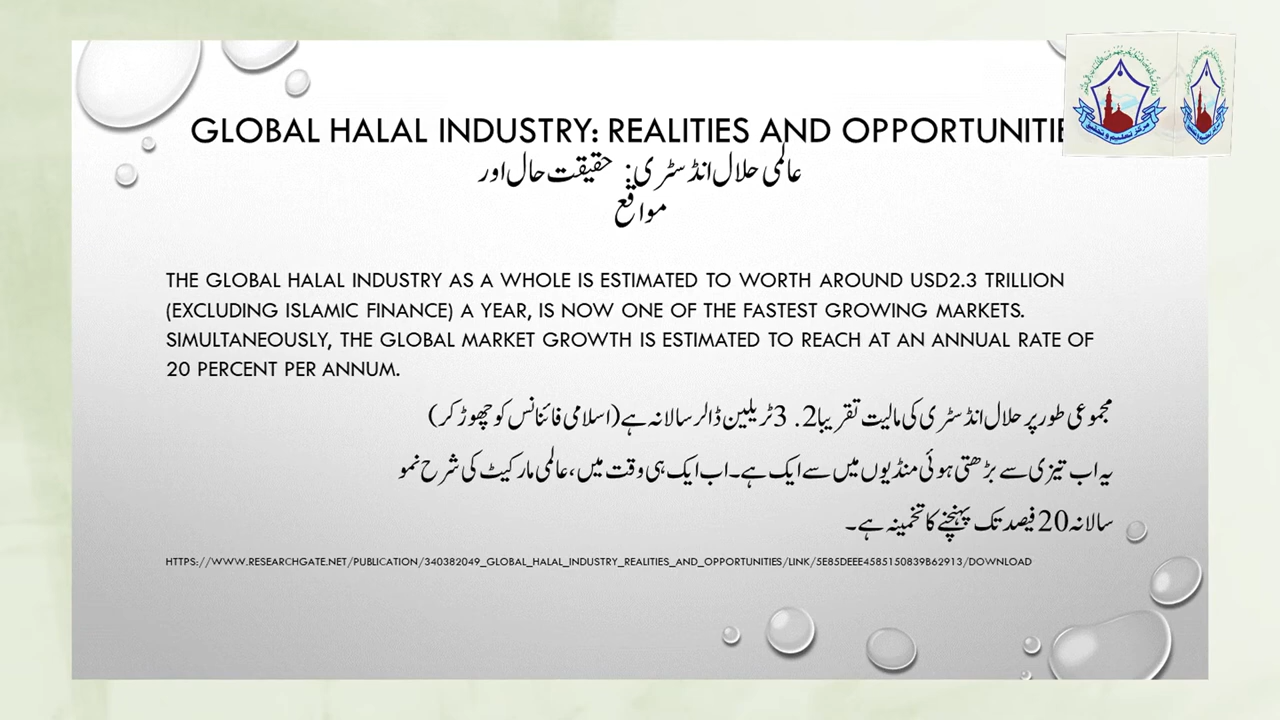 GLOBAL HALAL INDUSTRY: REALITIES AND OPPORTUNITIE
عالمی حلال انڈسٹری: حقیقت حال اور
مواقع
THE GLOBAL HALAL INDUSTRY AS A WHOLE IS ESTIMATED TO WORTH AROUND USD2.3 TRILLION
(EXCLUDING ISLAMIC FINANCE) A YEAR, IS NOW ONE OF THE FASTEST GROWING MARKETS.
SIMULTANEOUSLY, THE GLOBAL MARKET GROWTH IS ESTIMATED TO REACH AT AN ANNUAL RATE OF
20 PERCENT PER ANNUM.
مجموعی طور پر حلال انڈسٹری کی مالیت تقریبا2. 3ٹریلین ڈالر سالانہ ہے (اسلامی فائنانس کو چھوڑ کر)
یہ اب تیزی سے بڑھتی ہوئی منڈیوں میں سے ایک ہے۔ اب ایک ہی وقت میں، عالمی مارکیٹ کی شرح نمو
سالانہ 20 فیصد تک پہنچنے کا تخمینہ ہے۔
HTTPS://WWW.RESEARCHGATE.NET/PUBLICATION/340382049_GLOBAL_HALAL_INDUSTRY_REALITIES_AND_OPPORTUNITIES/LINK/5E85DEEE4585150839B62913/DOWNLOAD